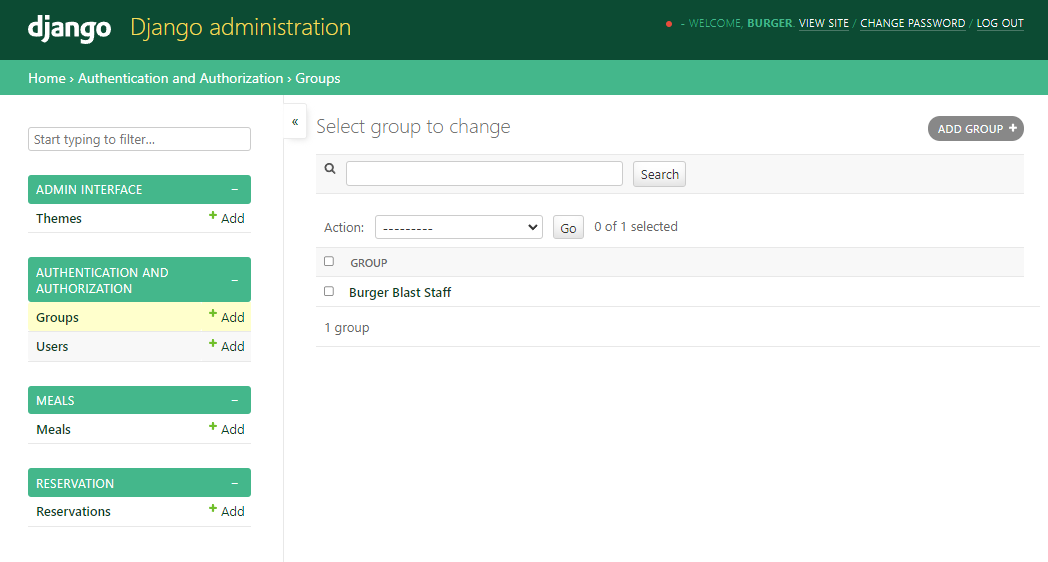 django Django administration
- WELCOME, BURGER. VIEW SITE / CHANGE PASSWORD / LOG OUT
Home › Authentication and Authorization › Groups
Start typing to filter...
ADMIN INTERFACE –
Themes + Add
AUTHENTICATION AND
AUTHORIZATION –
Groups + Add
Users + Add
MEALS –
Meals + Add
RESERVATION –
Reservations + Add
«
Select group to change
ADD GROUP +
Search
Action: --------- Go 0 of 1 selected
GROUP
Burger Blast Staff
1 group